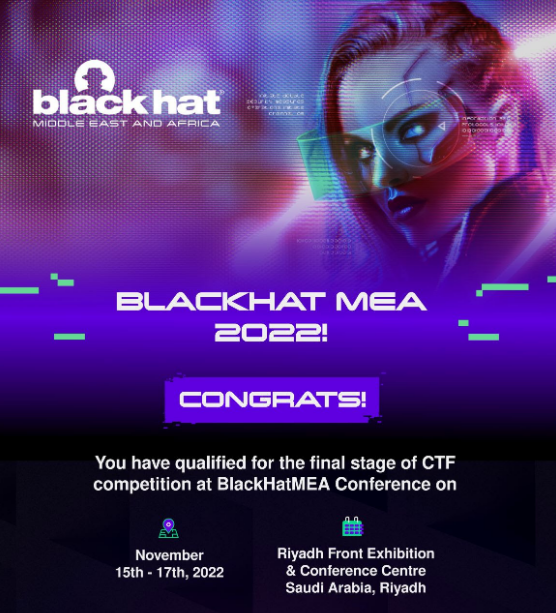 black hat
MIDDLE EAST AND AFRICA
BLACKHAT MEA
2022!
CONGRATS!
You have qualified for the final stage of CTF
competition at BlackHatMEA Conference on
November
15th - 17th, 2022
Riyadh Front Exhibition
& Conference Centre
Saudi Arabia, Riyadh